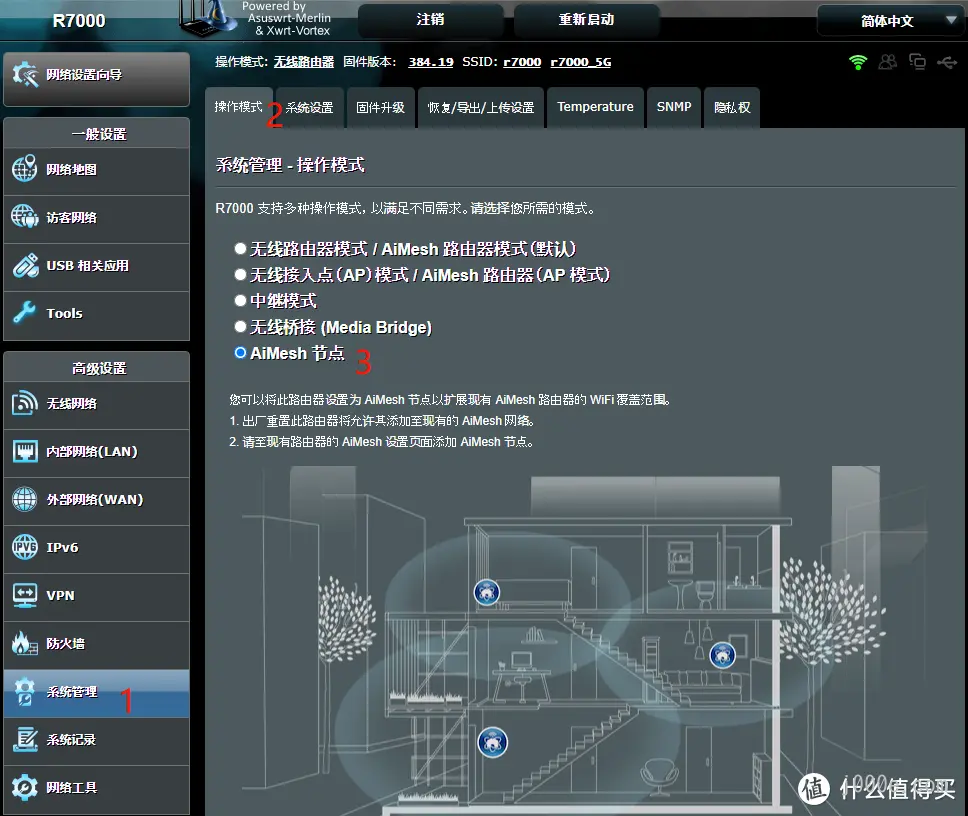 R7000
Powered by
Asuswrt-Merlin
& Xwrt-Vortex
注销
重新启动
简体中文
网络设置向导
操作模式: 无线路由器 固件版本: 384.19 SSID: r7000 r7000_5G
操作模式 2 系统设置 固件升级 恢复/导出/上传设置 Temperature SNMP 隐私权
一般设置
网络地图
访客网络
USB 相关应用
Tools
高级设置
无线网络
内部网络(LAN)
外部网络(WAN)
IPv6
VPN
防火墙
系统管理 1
系统记录
网络工具
系统管理 - 操作模式
R7000 支持多种操作模式, 以满足不同需求。请选择您所需的模式。
无线路由器模式 / AiMesh 路由器模式(默认)
无线接入点(AP)模式 / AiMesh 路由器(AP 模式)
中继模式
无线桥接 (Media Bridge)
AiMesh 节点 3
您可以将此路由器设置为 AiMesh 节点以扩展现有 AiMesh 路由器的 WiFi 覆盖范围。
1. 出厂重置此路由器将允许其添加至现有的 AiMesh 网络。
2. 请至现有路由器的 AiMesh 设置页面添加 AiMesh 节点。
值 什么值得买